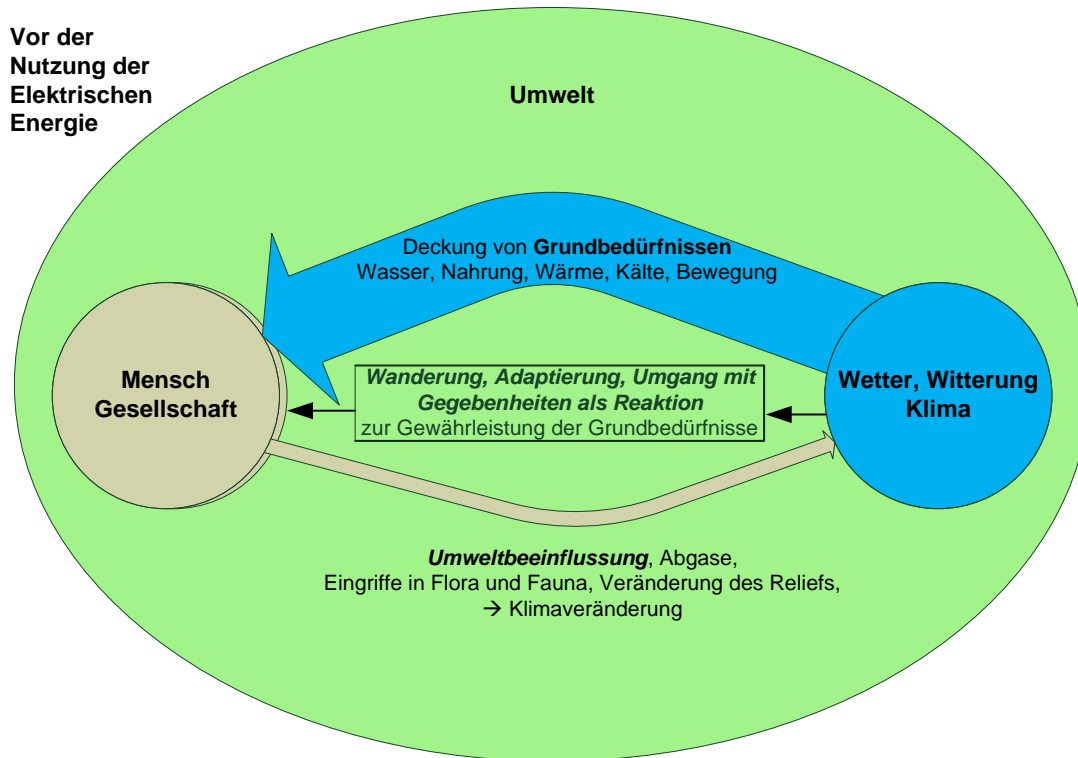 Vor der
Nutzung der
Elektrischen
Energie
Umwelt
Deckung von Grundbedürfnissen
Wasser, Nahrung, Wärme, Kälte, Bewegung
Mensch
Gesellschaft
Wanderung, Adaptierung, Umgang mit
Gegebenheiten als Reaktion
zur Gewährleistung der Grundbedürfnisse
Wetter, Witterung
Klima
Umweltbeeinflussung, Abgase,
Eingriffe in Flora und Fauna, Veränderung des Reliefs,
→ Klimaveränderung